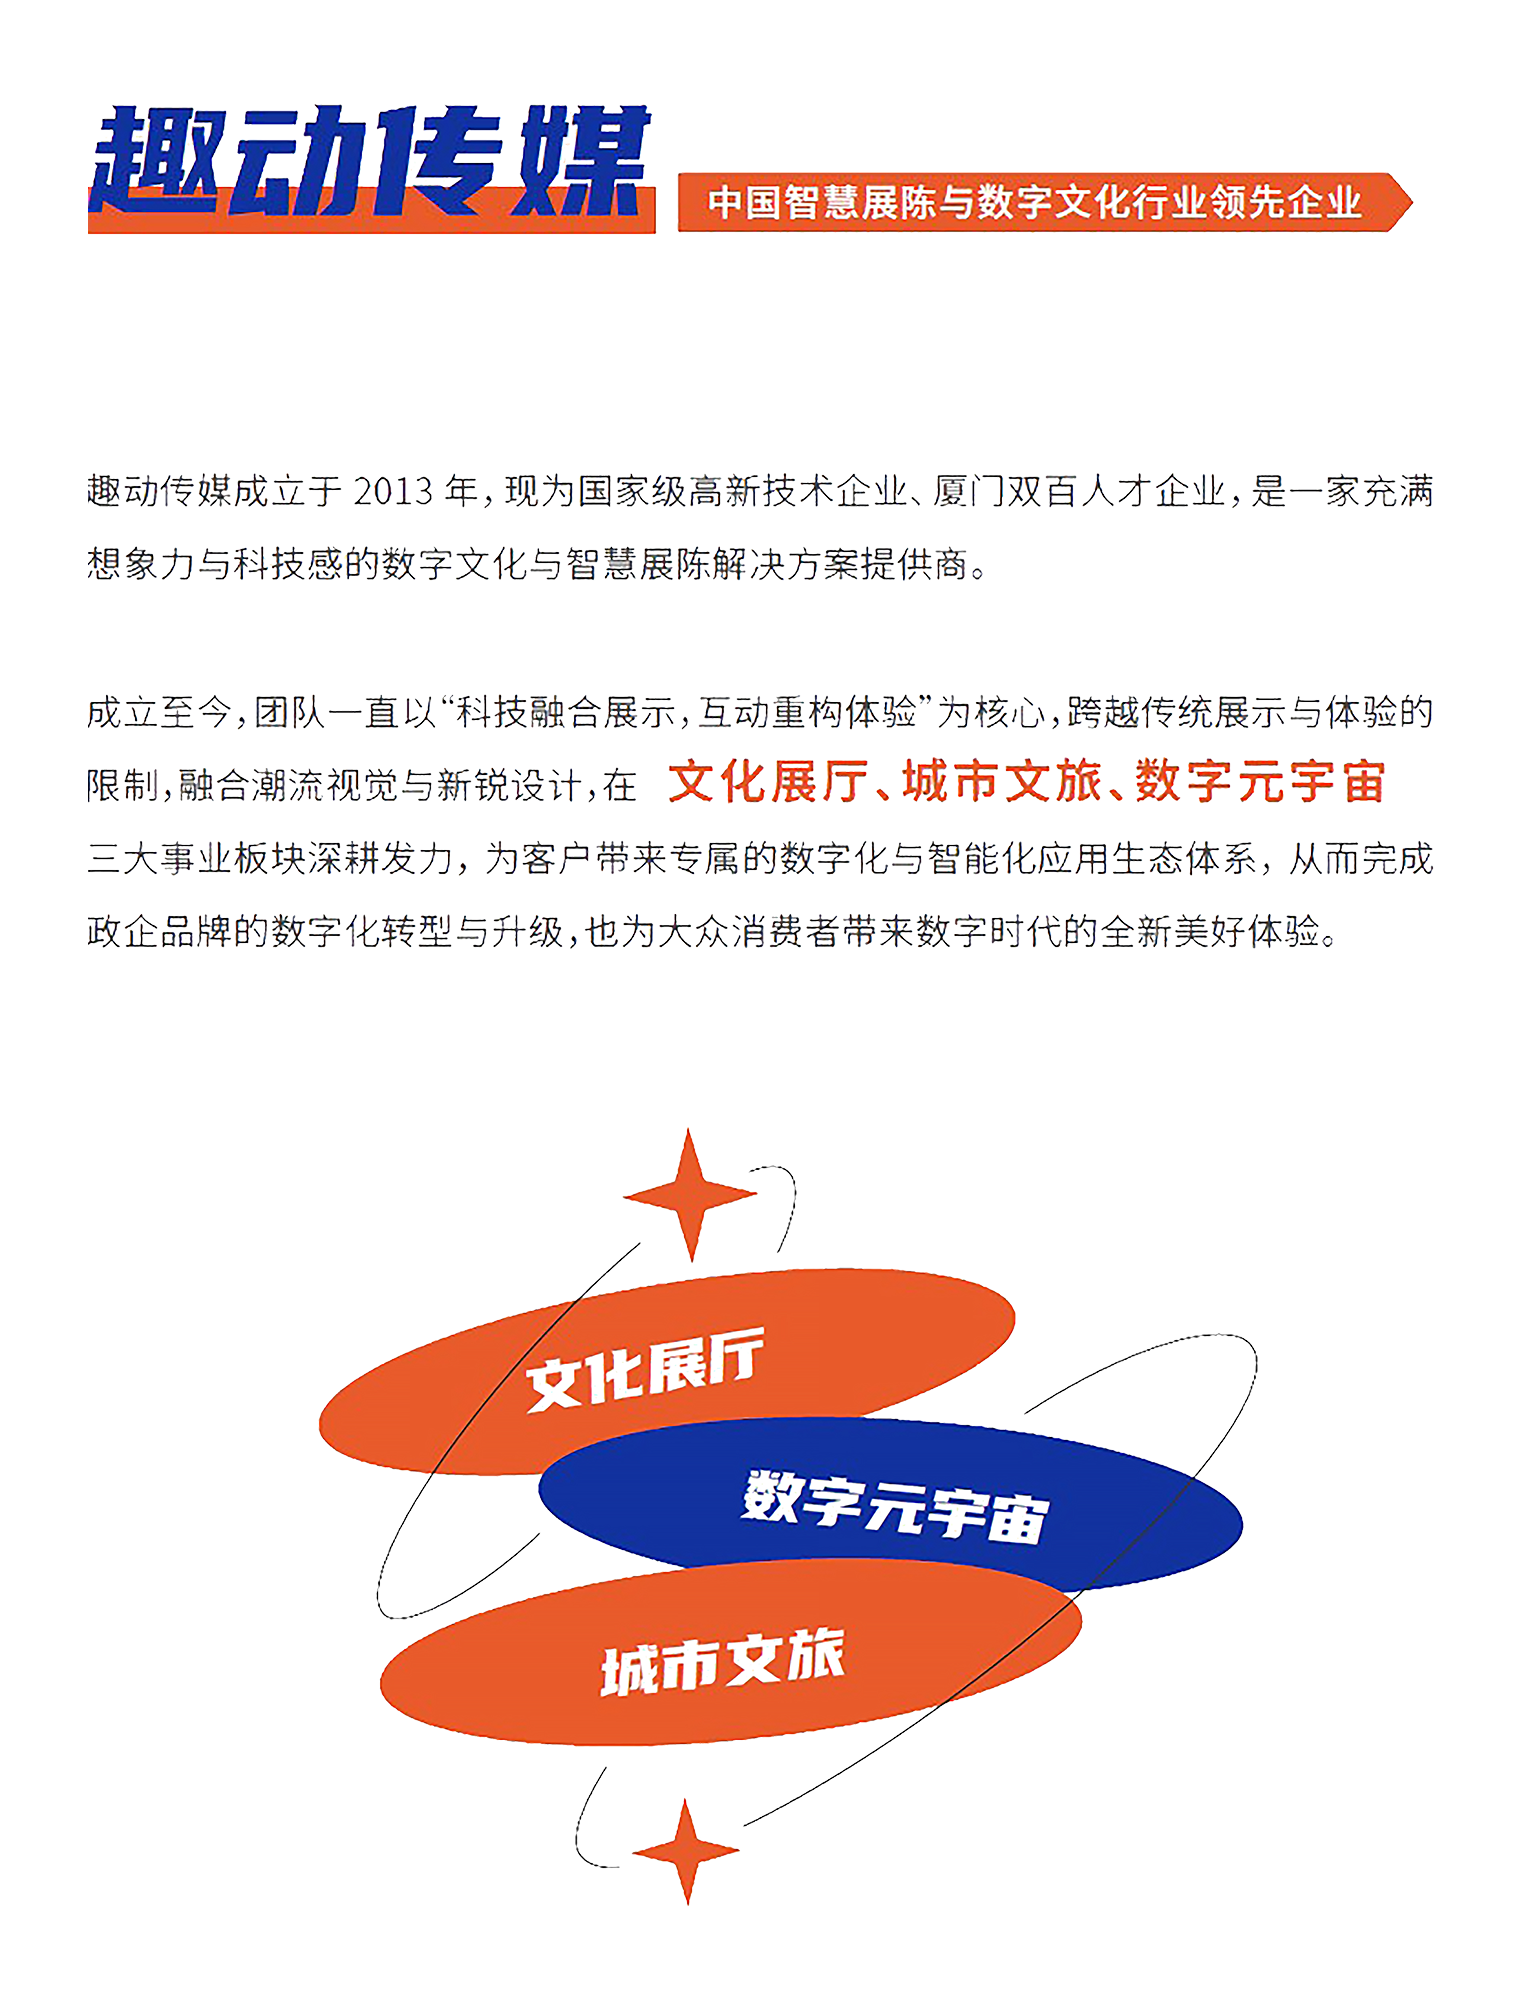 趣动传媒
中国智慧展陈与数字文化行业领先企业
趣动传媒成立于 2013 年，现为国家级高新技术企业、厦门双百人才企业，是一家充满
想象力与科技感的数字文化与智慧展陈解决方案提供商。
成立至今，团队一直以“科技融合展示，互动重构体验”为核心，跨越传统展示与体验的
限制，融合潮流视觉与新锐设计，在 文化展厅、城市文旅、数字元宇宙
三大事业板块深耕发力，为客户带来专属的数字化与智能化应用生态体系，从而完成
政企品牌的数字化转型与升级，也为大众消费者带来数字时代的全新美好体验。
文化展厅
数字元宇宙
城市文旅